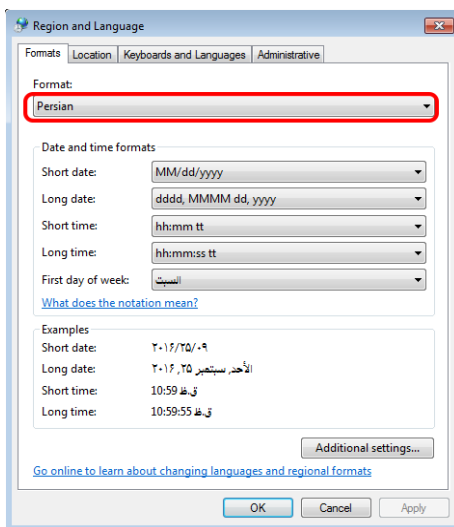 Region and Language
Formats Location Keyboards and Languages Administrative
Format:
Persian
Date and time formats
Short date: MM/dd/yyyy
Long date: dddd, MMMM dd, yyyy
Short time: hh:mm tt
Long time: hh:mm:ss tt
First day of week: السبت
What does the notation mean?
Examples
Short date: ۲۰۱۶/۲۵/۰۹
Long date: الأحد, سبتمبر ۲۵, ۲۰۱۶
Short time: 10:59 ق.ظ
Long time: 10:59:55 ق.ظ
Additional settings...
Go online to learn about changing languages and regional formats
OK Cancel Apply